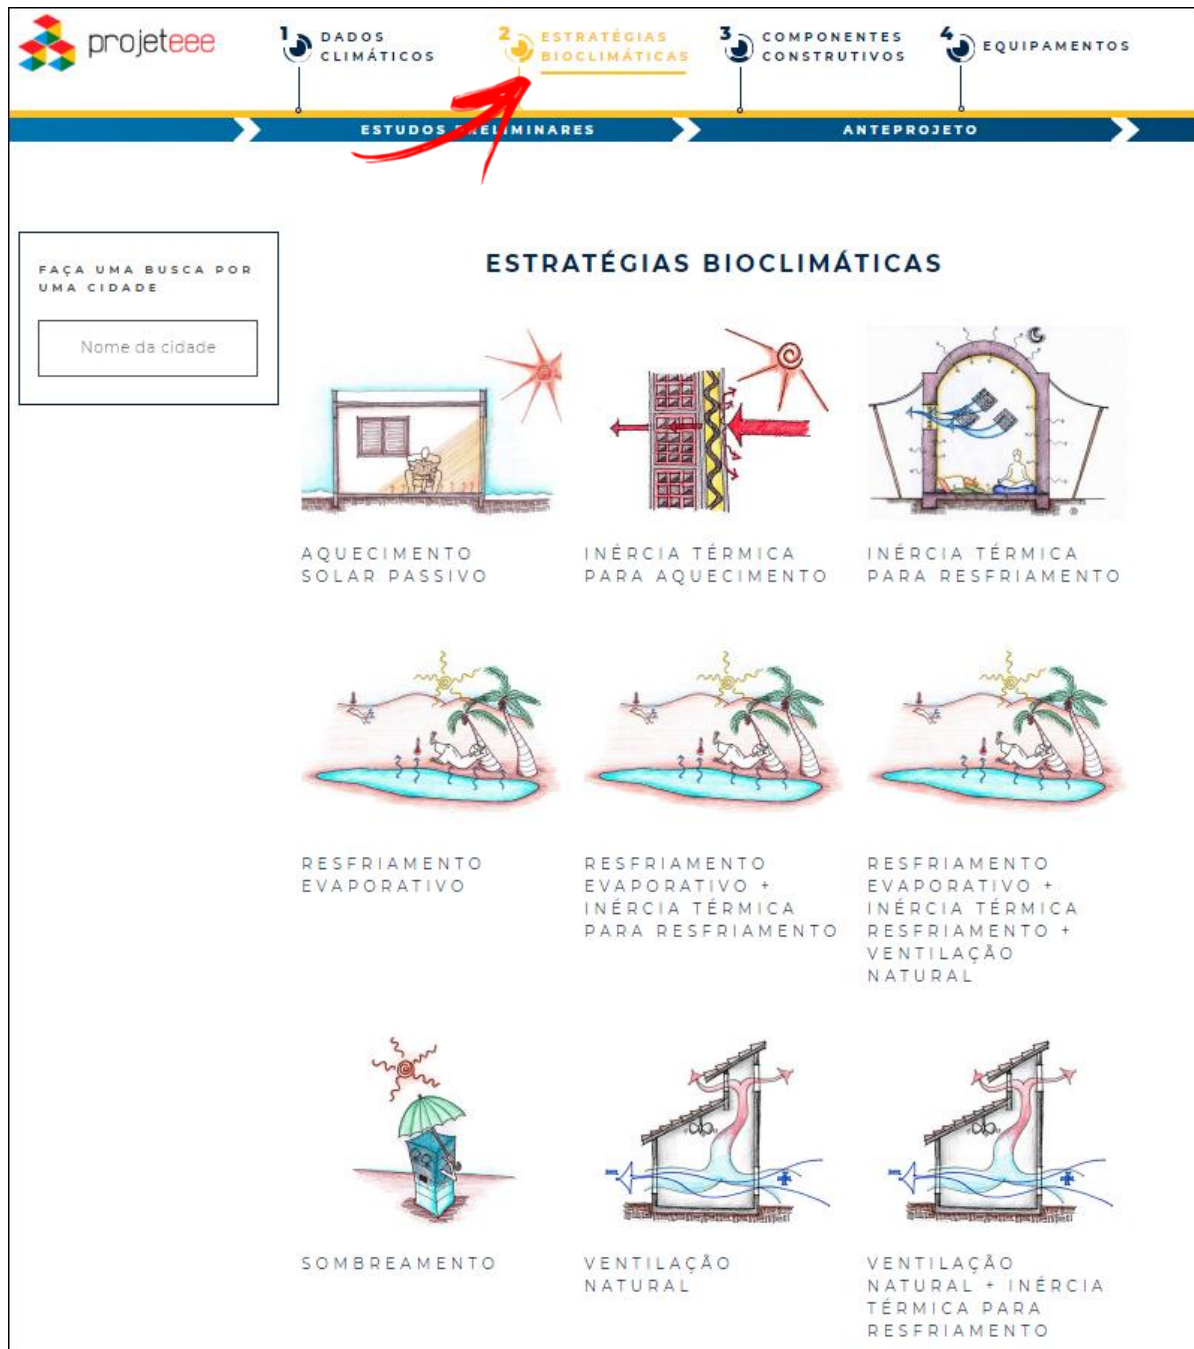 projeteee
1 DADOS
CLIMÁTICOS
2 ESTRATÉGIAS
BIOCLIMÁTICAS
3 COMPONENTES
CONSTRUTIVOS
4 EQUIPAMENTOS
ESTUDOS PRELIMINARES
ANTEPROJETO
FAÇA UMA BUSCA POR
UMA CIDADE
Nome da cidade
ESTRATÉGIAS BIOCLIMÁTICAS
AQUECIMENTO
SOLAR PASSIVO
INÉRCIA TÉRMICA
PARA AQUECIMENTO
INÉRCIA TÉRMICA
PARA RESFRIAMENTO
RESFRIAMENTO
EVAPORATIVO
RESFRIAMENTO
EVAPORATIVO +
INÉRCIA TÉRMICA
PARA RESFRIAMENTO
RESFRIAMENTO
EVAPORATIVO +
INÉRCIA TÉRMICA
RESFRIAMENTO +
VENTILAÇÃO
NATURAL
SOMBREAMENTO
VENTILAÇÃO
NATURAL
VENTILAÇÃO
NATURAL + INÉRCIA
TÉRMICA PARA
RESFRIAMENTO